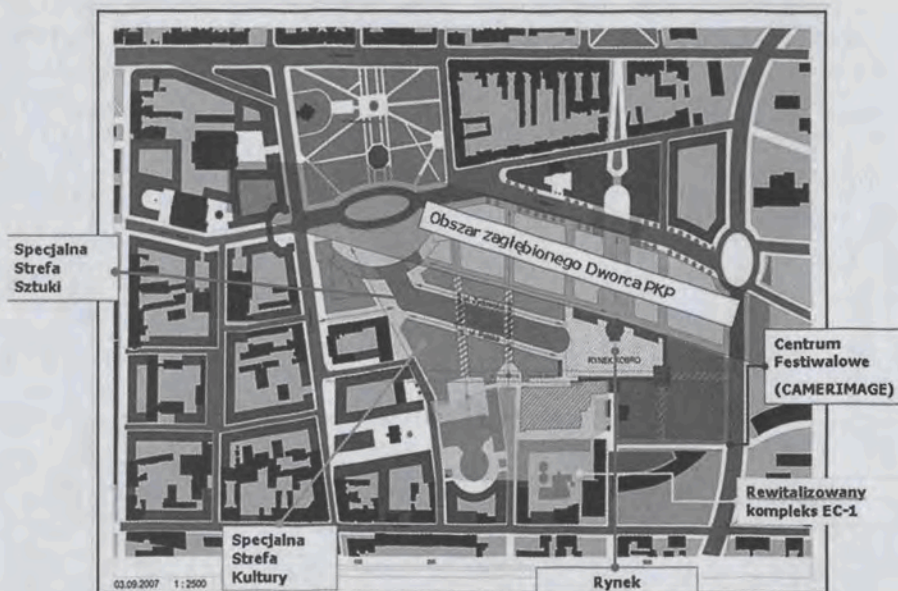 Obszar zagłębionego Dworca PKP
Specjalna
Strefa
Sztuki
RYNEK KOBRO
Centrum
Festiwalowe
(CAMERIMAGE)
Rewitalizowany
kompleks EC-1
Specjalna
Strefa
Kultury
Rynek
03.09.2007 1 : 2500